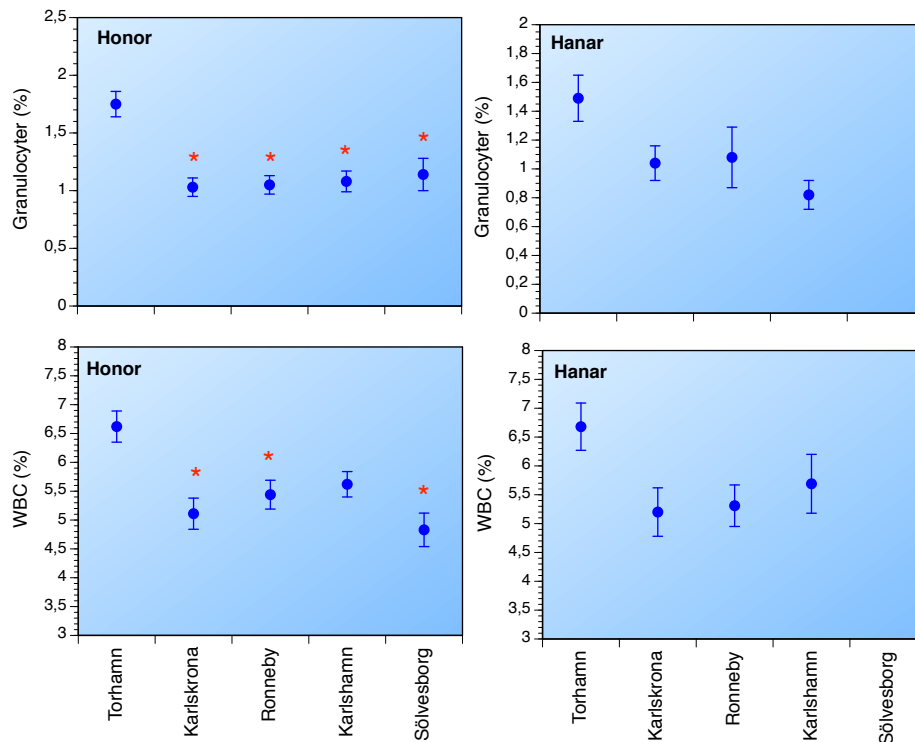 Honor
Granulocyter (%)
2,5
2
1,5
1
0,5
0
*
*
*
*
Hanar
Granulocyter (%)
2
1,8
1,6
1,4
1,2
1
0,8
0,6
0,4
0,2
0
Honor
WBC (%)
8
7,5
7
6,5
6
5,5
5
4,5
4
3,5
3
*
*
*
Torhamn
Karlskrona
Ronneby
Karlshamn
Sölvesborg
Hanar
WBC (%)
8
7,5
7
6,5
6
5,5
5
4,5
4
3,5
3
Torhamn
Karlskrona
Ronneby
Karlshamn
Sölvesborg